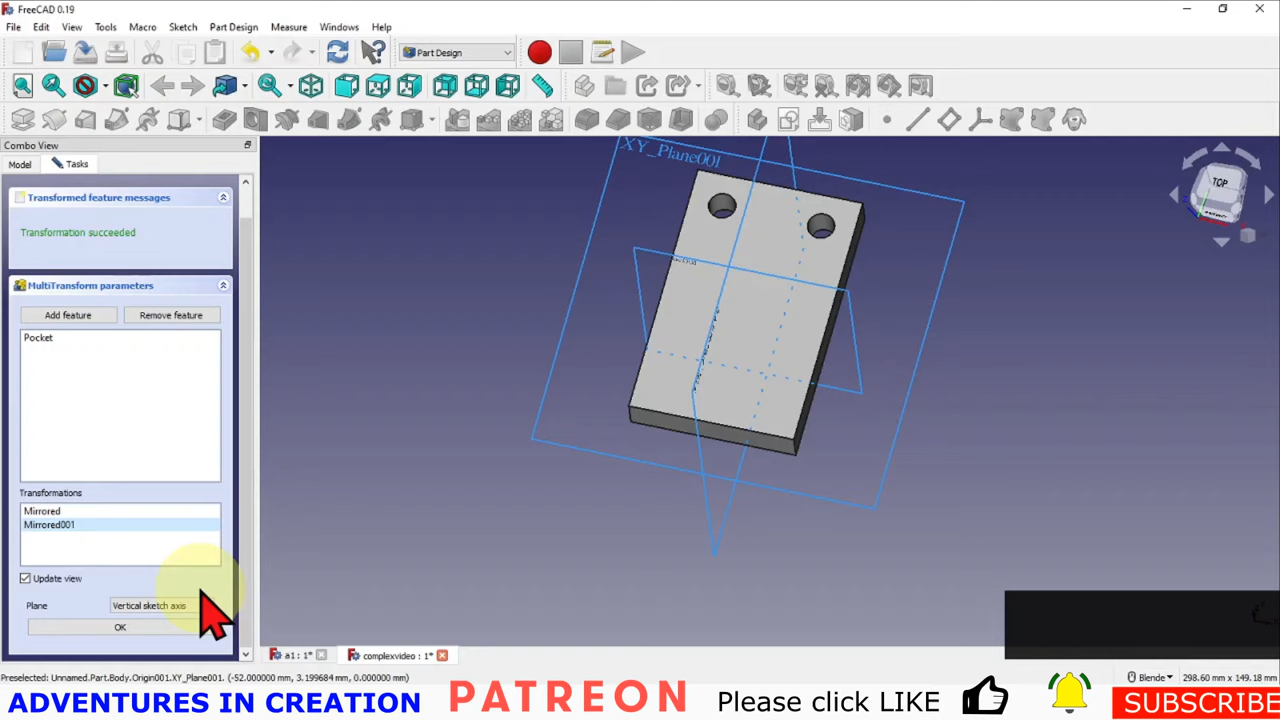 FreeCAD 0.19
File Edit View Tools Macro Sketch Part Design Measure Windows Help
Part Design
Combo View
Model Tasks
Transformed feature messages
Transformation succeeded
MultiTransform parameters
Add feature Remove feature
Pocket
Transformations
Mirrored
Mirrored001
Update view
Plane Vertical sketch axis
OK
XY_Plane001
TOP
a1 : 1* complexvideo : 1*
Preselected: Unnamed.Part.Body.Origin001.XY_Plane001. (-52.000000 mm, 3.199684 mm, 0.000000 mm)
Blende 298.60 mm x 149.18 mm
ADVENTURES IN CREATION PATREON Please click LIKE SUBSCRIBE